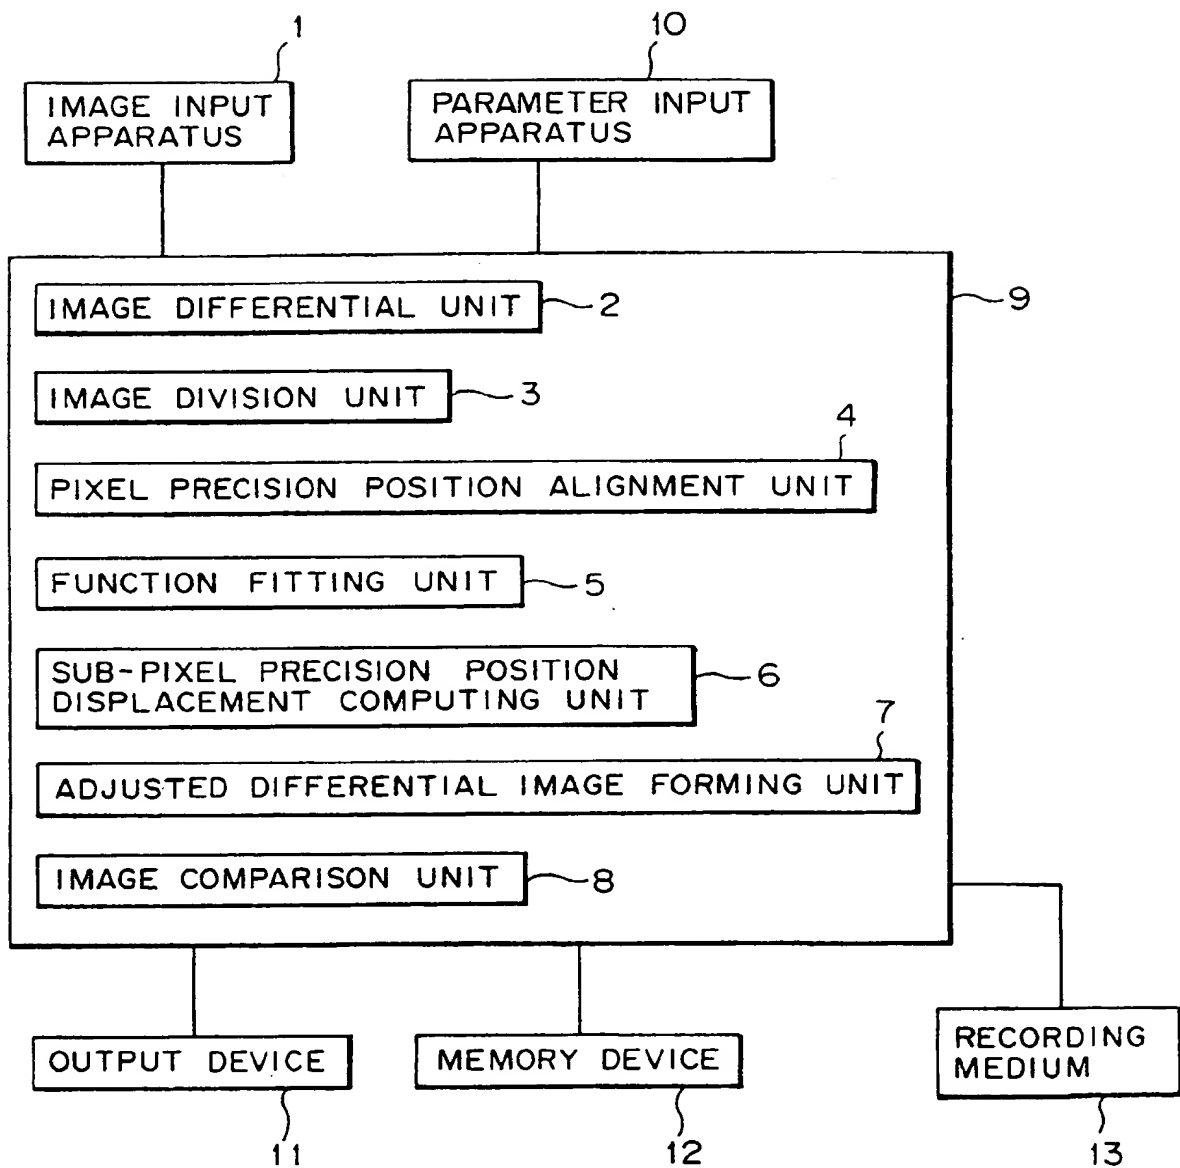 1
10
IMAGE INPUT
APPARATUS
PARAMETER INPUT
APPARATUS
IMAGE DIFFERENTIAL UNIT
2
9
IMAGE DIVISION UNIT
3
4
PIXEL PRECISION POSITION ALIGNMENT UNIT
FUNCTION FITTING UNIT
5
SUB-PIXEL PRECISION POSITION
DISPLACEMENT COMPUTING UNIT
6
7
ADJUSTED DIFFERENTIAL IMAGE FORMING UNIT
IMAGE COMPARISON UNIT
8
OUTPUT DEVICE
MEMORY DEVICE
RECORDING
MEDIUM
11
12
13